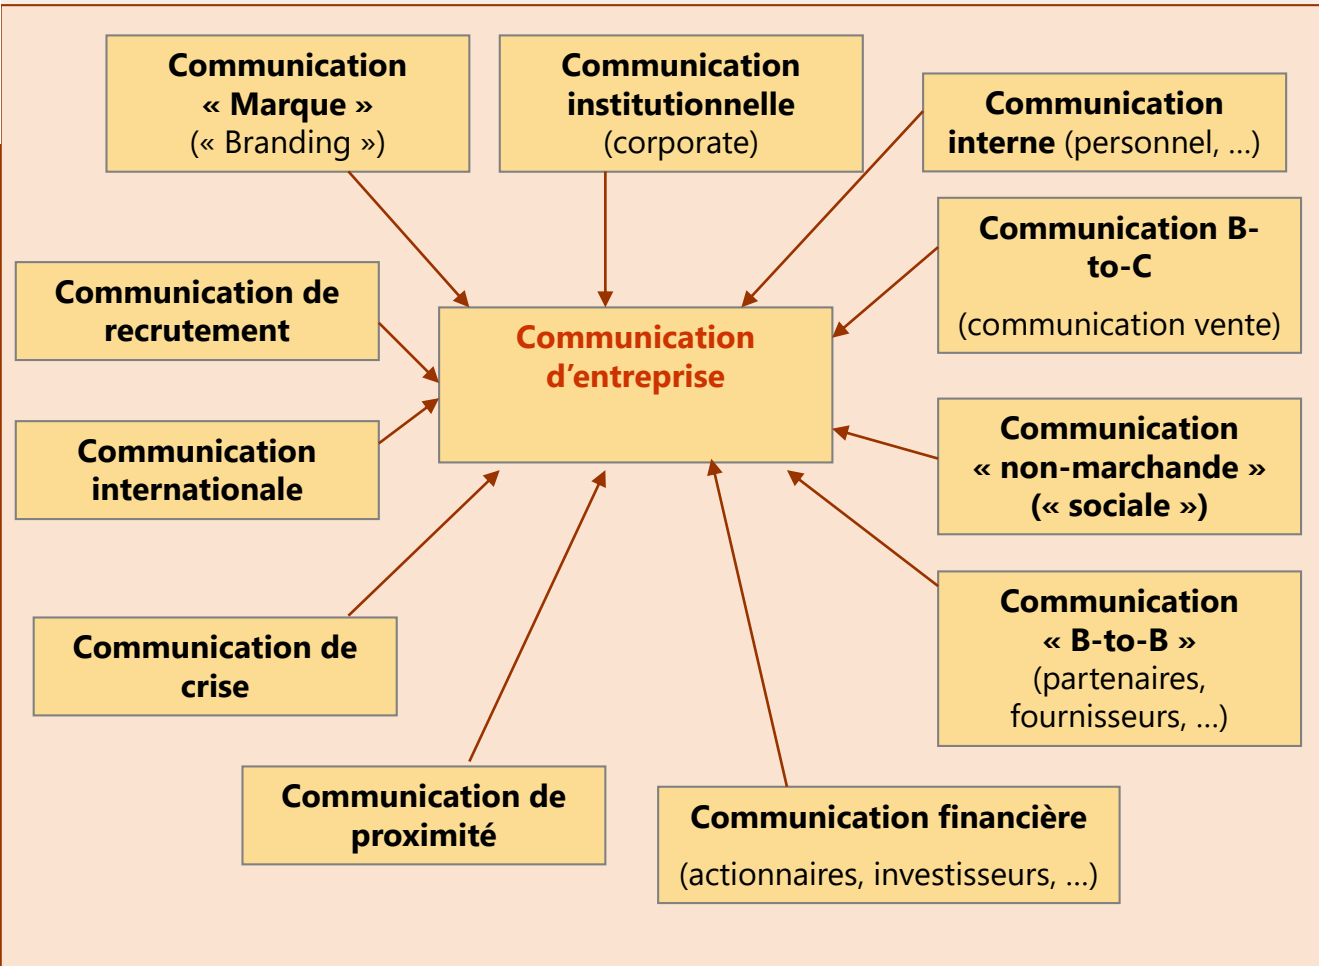 Communication
« Marque »
(« Branding »)
Communication
institutionnelle
(corporate)
Communication
interne (personnel, ...)
Communication B-
to-C
(communication vente)
Communication de
recrutement
Communication
d’entreprise
Communication
internationale
Communication
« non-marchande »
(« sociale »)
Communication
« B-to-B »
(partenaires,
fournisseurs, ...)
Communication de
crise
Communication de
proximité
Communication financière
(actionnaires, investisseurs, ...)